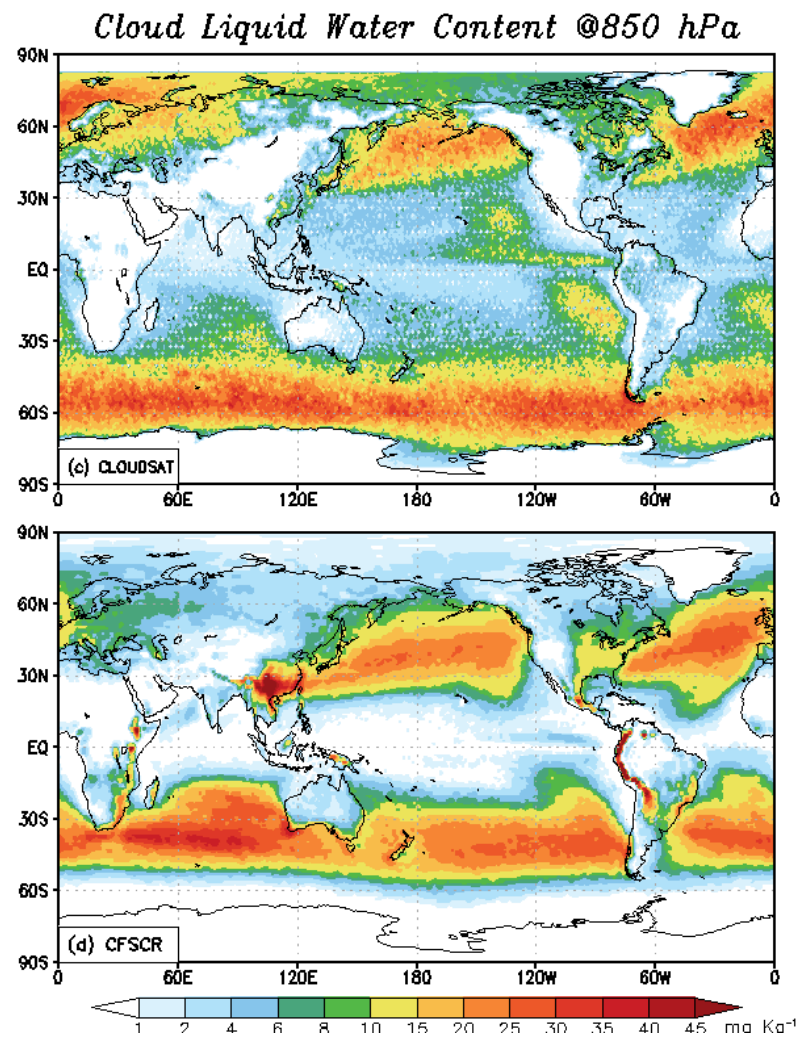 Cloud Liquid Water Content @850 hPa
90N
60N
30N
EQ
30S
60S
90S
(c) CLOUDSAT
0 60E 120E 180 120W 60W 0
90N
60N
30N
EQ
30S
60S
90S
(d) CFSCR
0 60E 120E 180 120W 60W 0
1 2 4 6 8 10 15 20 25 30 35 40 45 mg Kg⁻¹